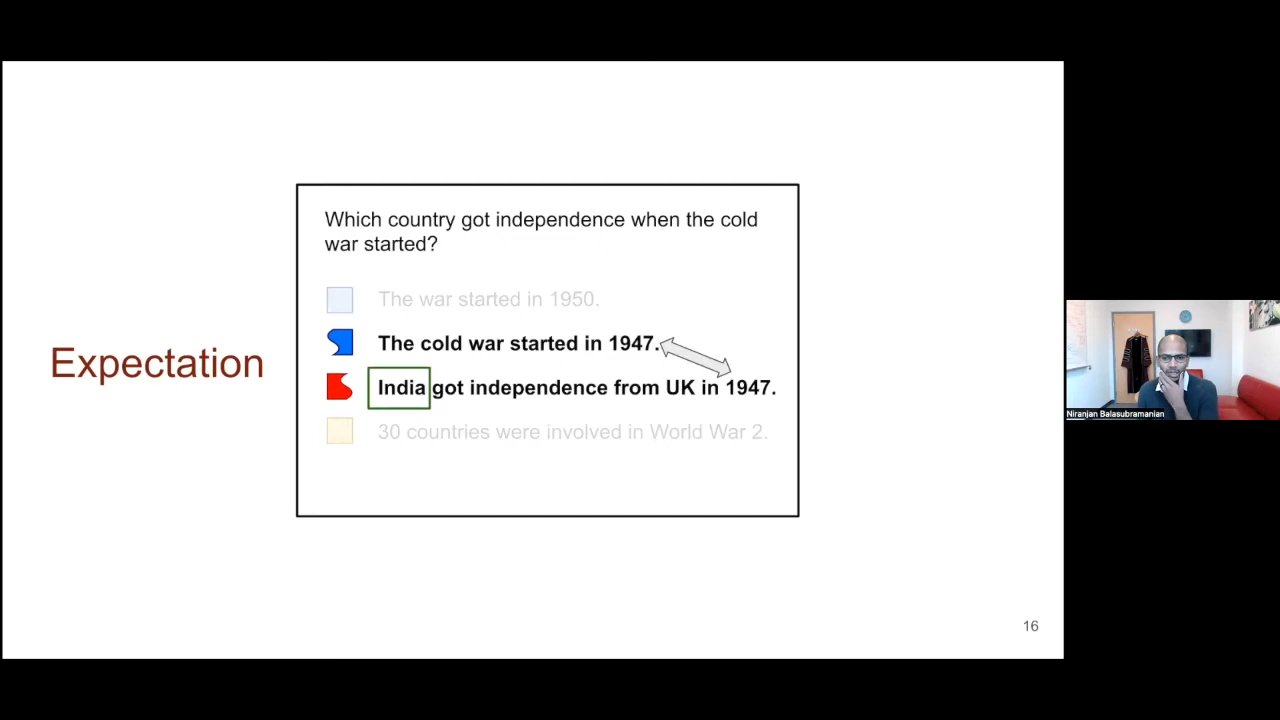 Which country got independence when the cold
war started?
The war started in 1950.
The cold war started in 1947.
Expectation
India got independence from UK in 1947.
30 countries were involved in World War 2.
Niranjan Balasubramanian
16